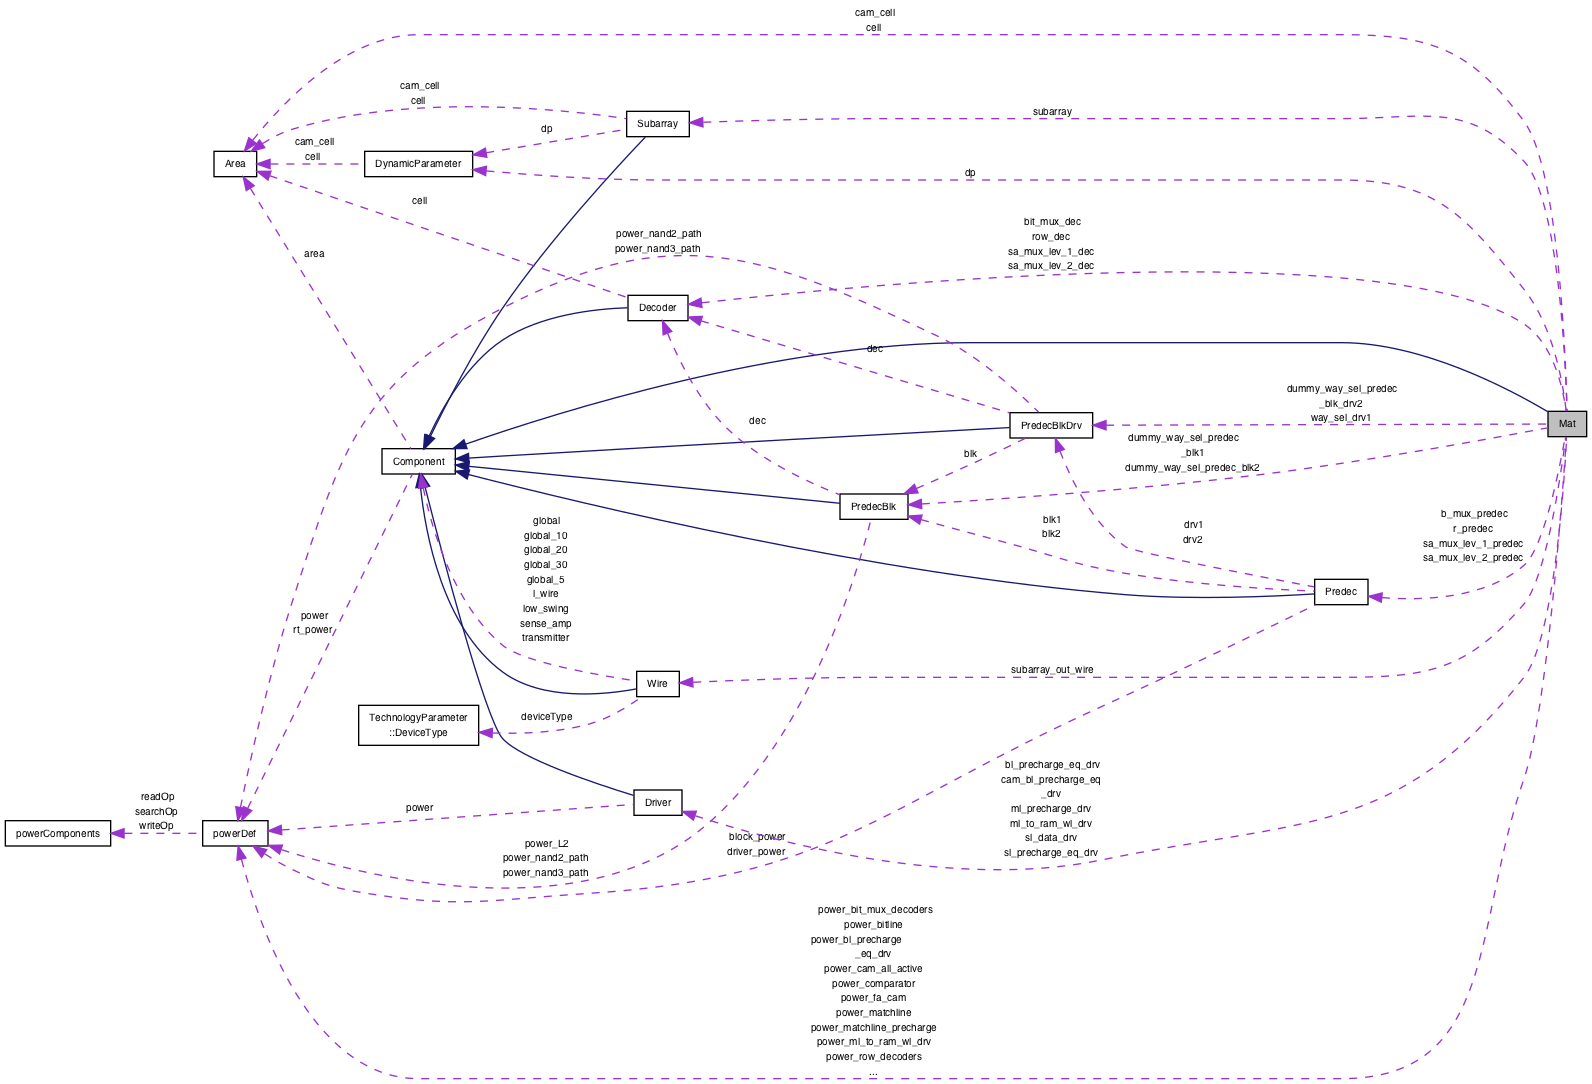 cam_cell
cell
cam_cell
cell
Subarray
subarray
dp
cam_cell
cell
Area
DynamicParameter
dp
cell
bit_mux_dec
row_dec
sa_mux_lev_1_dec
sa_mux_lev_2_dec
power_nand2_path
power_nand3_path
area
Decoder
dec
dummy_way_sel_predec
_blk_drv2
way_sel_drv1
Mat
dec
PredecBlkDrv
dummy_way_sel_predec
_blk1
dummy_way_sel_predec_blk2
blk
Component
PredecBlk
b_mux_predec
r_predec
sa_mux_lev_1_predec
sa_mux_lev_2_predec
global
global_10
global_20
global_30
global_5
l_wire
low_swing
sense_amp
transmitter
blk1
blk2
drv1
drv2
Predec
power
rt_power
subarray_out_wire
Wire
TechnologyParameter
::DeviceType
deviceType
bl_precharge_eq_drv
cam_bl_precharge_eq
_drv
ml_precharge_drv
ml_to_ram_wl_drv
sl_data_drv
sl_precharge_eq_drv
Driver
power
readOp
searchOp
writeOp
powerComponents
powerDef
block_power
driver_power
power_L2
power_nand2_path
power_nand3_path
power_bit_mux_decoders
power_bitline
power_bl_precharge
_eq_drv
power_cam_all_active
power_comparator
power_fa_cam
power_matchline
power_matchline_precharge
power_ml_to_ram_wl_drv
power_row_decoders
...